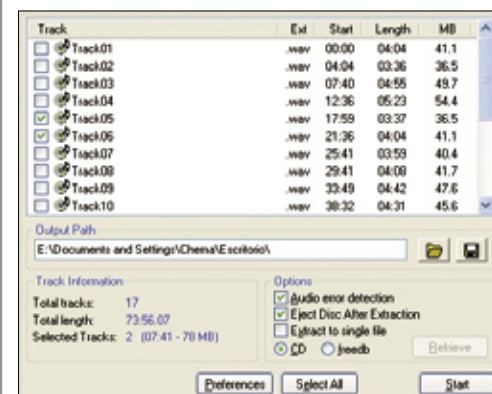 Track Ext Start Length MB
Track01 .wav 00:00 04:04 41.1
Track02 .wav 04:04 03:36 36.5
Track03 .wav 07:40 04:55 49.7
Track04 .wav 12:36 05:23 54.4
Track05 .wav 17:59 03:37 36.5
Track06 .wav 21:36 04:04 41.1
Track07 .wav 25:41 03:59 40.4
Track08 .wav 29:41 04:08 41.7
Track09 .wav 33:49 04:42 47.6
Track10 .wav 38:32 04:31 45.6
Output Path
E:\Documents and Settings\Chema\Escritorio\
Track Information
Total tracks: 17
Total length: 73:56.07
Selected Tracks: 2 (07:41 - 78 MB)
Options
Audio error detection
Eject Disc After Extraction
Extract to single file
CD freedb Retrieve
Preferences Select All Start